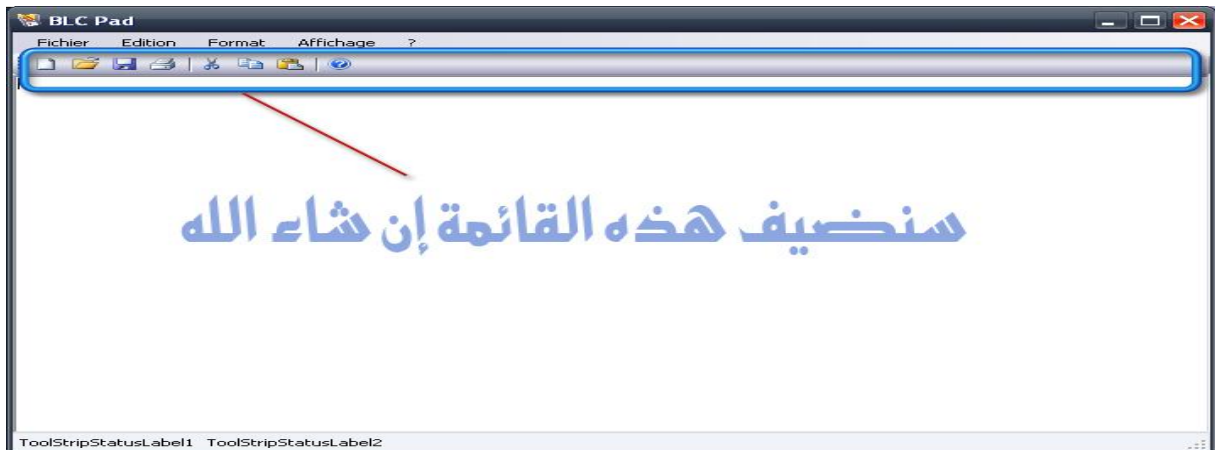 BLC Pad
Fichier Edition Format Affichage ?
سنضيف هذه القائمة إن شاء الله
ToolStripStatusLabel1 ToolStripStatusLabel2